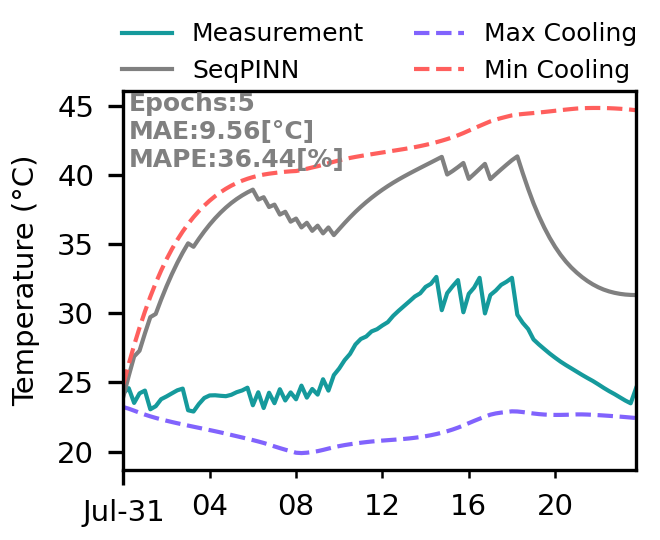 Measurement
SeqPINN
Max Cooling
Min Cooling
Epochs:5
MAE:9.56[°C]
MAPE:36.44[%]
Temperature (°C)
45
40
35
30
25
20
Jul-31 04 08 12 16 20